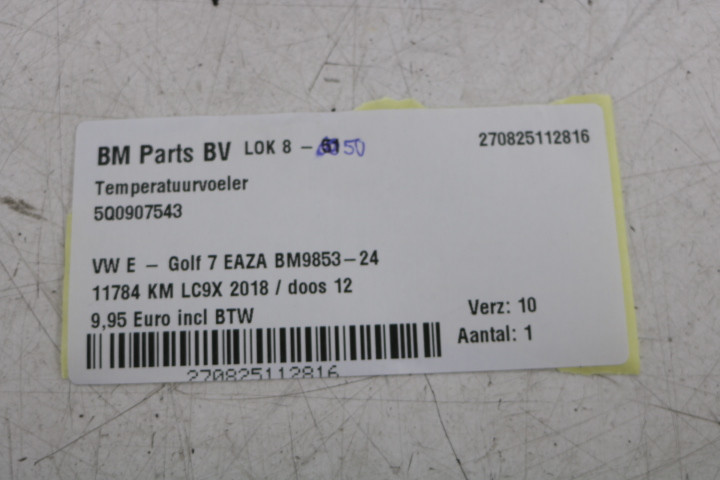 BM Parts BV LOK 8 - 50 270825112816
Temperatuurvoeler
5Q0907543
VW E - Golf 7 EAZA BM9853-24
11784 KM LC9X 2018 / doos 12
9,95 Euro incl BTW Verz: 10
Aantal: 1
270825112816